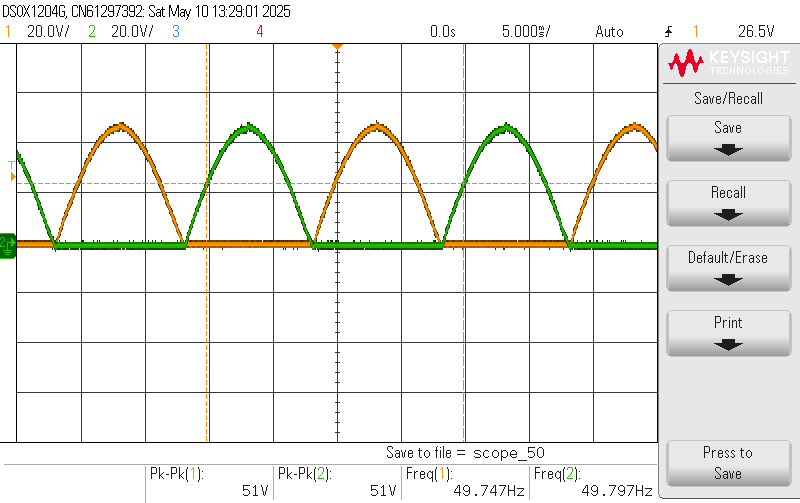 DSOX1204G, CN61297392: Sat May 10 13:29:01 2025
1 20.0V/ 2 20.0V/ 3 4 0.0s 5.000ms/ Auto 1 26.5V
KEYSIGHT
TECHNOLOGIES
Save/Recall
Save
Recall
Default/Erase
Print
Press to
Save
T
2
Save to file = scope_50
Pk-Pk(1): Pk-Pk(2): Freq(1): Freq(2):
51V 51V 49.747Hz 49.797Hz